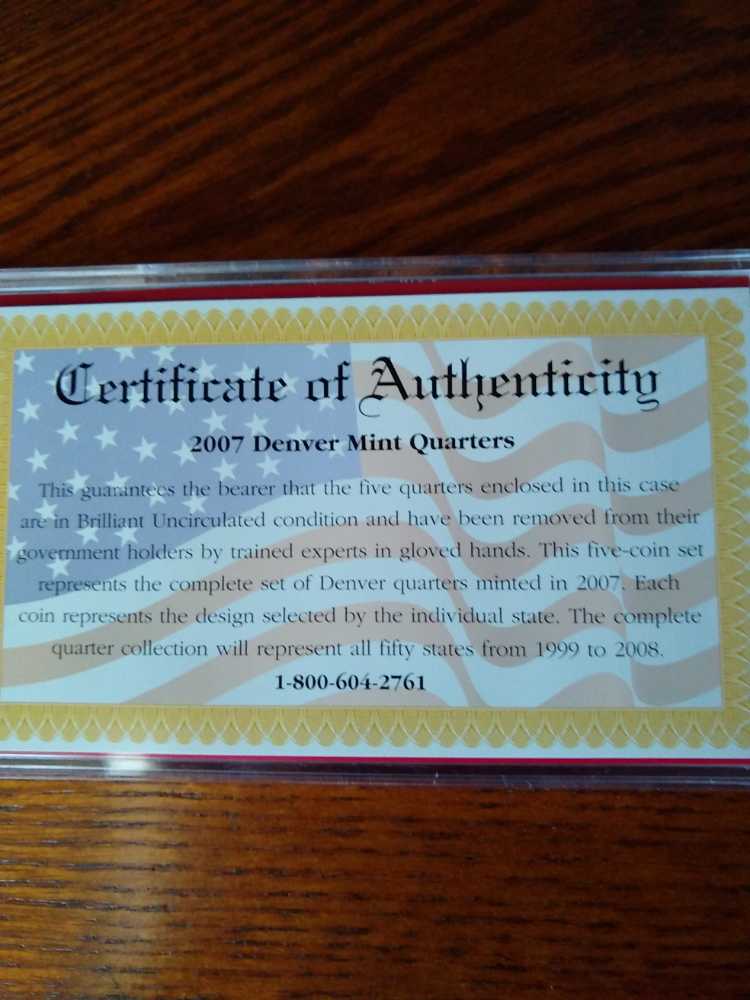 Certificate of Authenticity
2007 Denver Mint Quarters
This guarantees the bearer that the five quarters enclosed in this case
are in Brilliant Uncirculated condition and have been removed from their
government holders by trained experts in gloved hands. This five-coin set
represents the complete set of Denver quarters minted in 2007. Each
coin represents the design selected by the individual state. The complete
quarter collection will represent all fifty states from 1999 to 2008.
1-800-604-2761